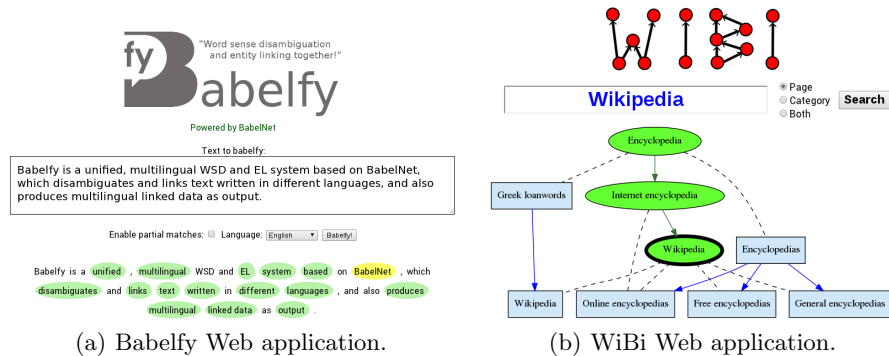 fy
"Word sense disambiguation
and entity linking together!"
Babelfy
Powered by BabelNet
Text to babelfy:
Babelfy is a unified, multilingual WSD and EL system based on BabelNet,
which disambiguates and links text written in different languages, and also
produces multilingual linked data as output.
Enable partial matches: Language: English Babelfy!
Babelfy is a unified , multilingual WSD and EL system based on BabelNet , which
disambiguates and links text written in different languages , and also produces
multilingual linked data as output .
(a) Babelfy Web application.
WIBI
Wikipedia
Page
Category
Both
Search
Encyclopedia
Greek loanwords
Internet encyclopedia
Wikipedia
Encyclopedias
Wikipedia
Online encyclopedias
Free encyclopedias
General encyclopedias
(b) WiBi Web application.